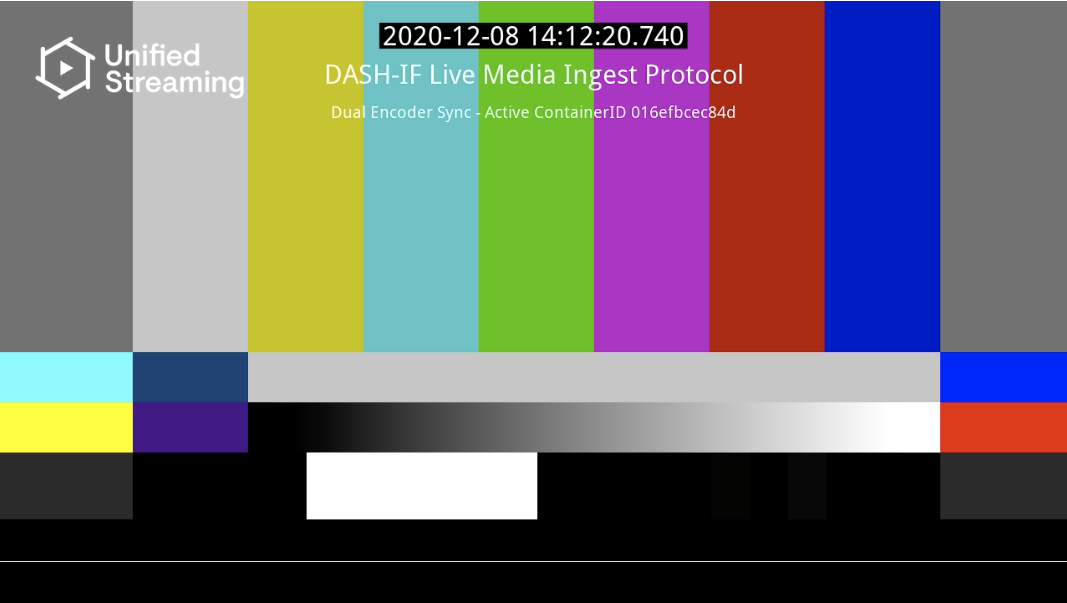 2020-12-08 14:12:20.740
Unified
Streaming
DASH-IF Live Media Ingest Protocol
Dual Encoder Sync - Active ContainerID 016efbcec84d